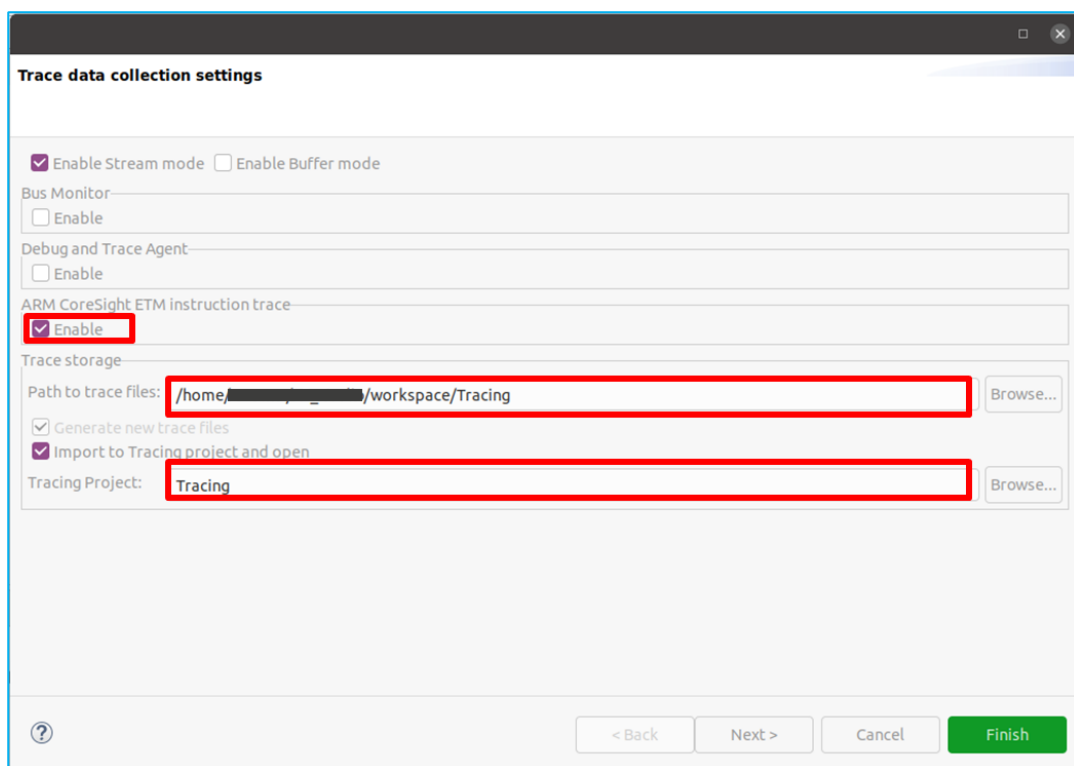 Trace data collection settings
Enable Stream mode Enable Buffer mode
Bus Monitor
Enable
Debug and Trace Agent
Enable
ARM CoreSight ETM instruction trace
Enable
Trace storage
Path to trace files: /home/ /workspace/Tracing Browse...
Generate new trace files
Import to Tracing project and open
Tracing Project: Tracing Browse...
? < Back Next > Cancel Finish